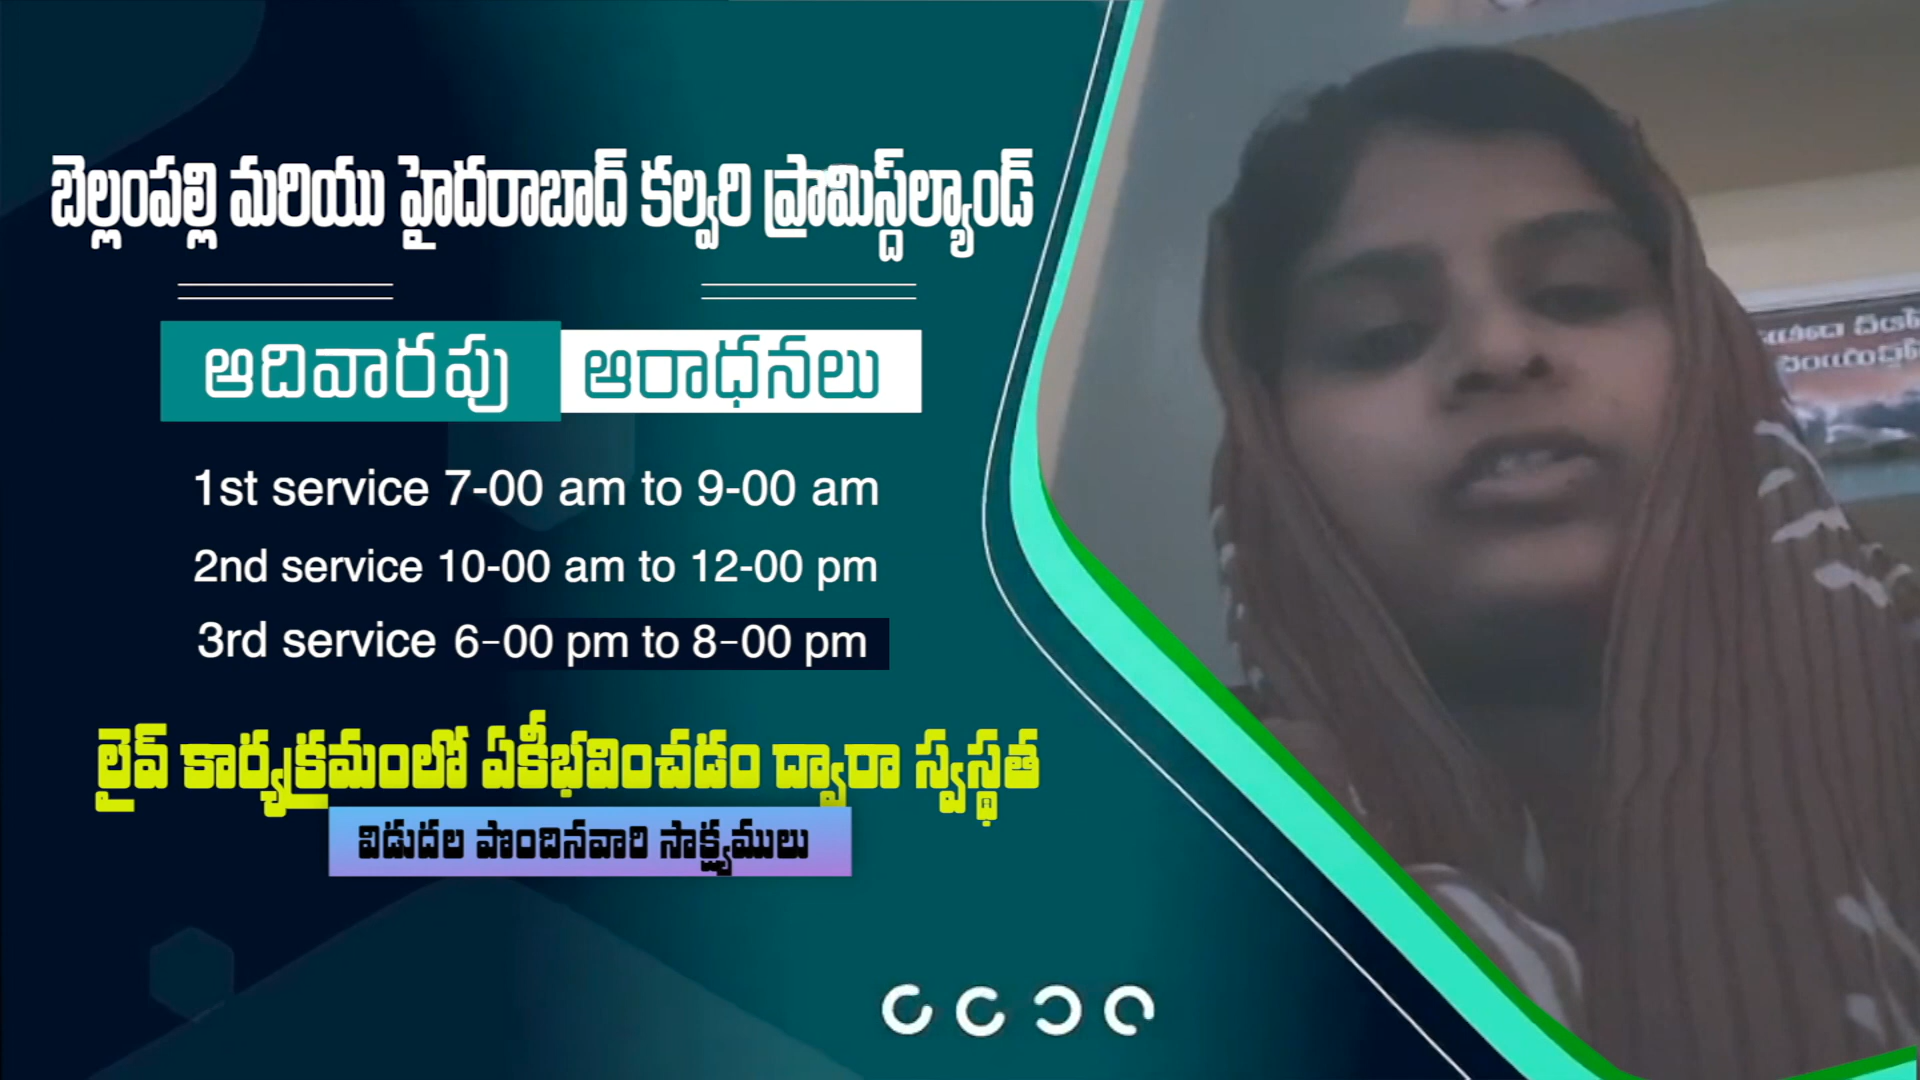 బెల్లంపల్లి మరియు హైదరాబాద్ కల్వరి ప్రామిస్డ్‌ల్యాండ్
ఆదివారపు ఆరాధనలు
1st service 7-00 am to 9-00 am
2nd service 10-00 am to 12-00 pm
3rd service 6-00 pm to 8-00 pm
లైవ్ కార్యక్రమంలో ఏకీభవించడం ద్వారా స్వస్థత
విడుదల పొందినవారి సాక్ష్యములు